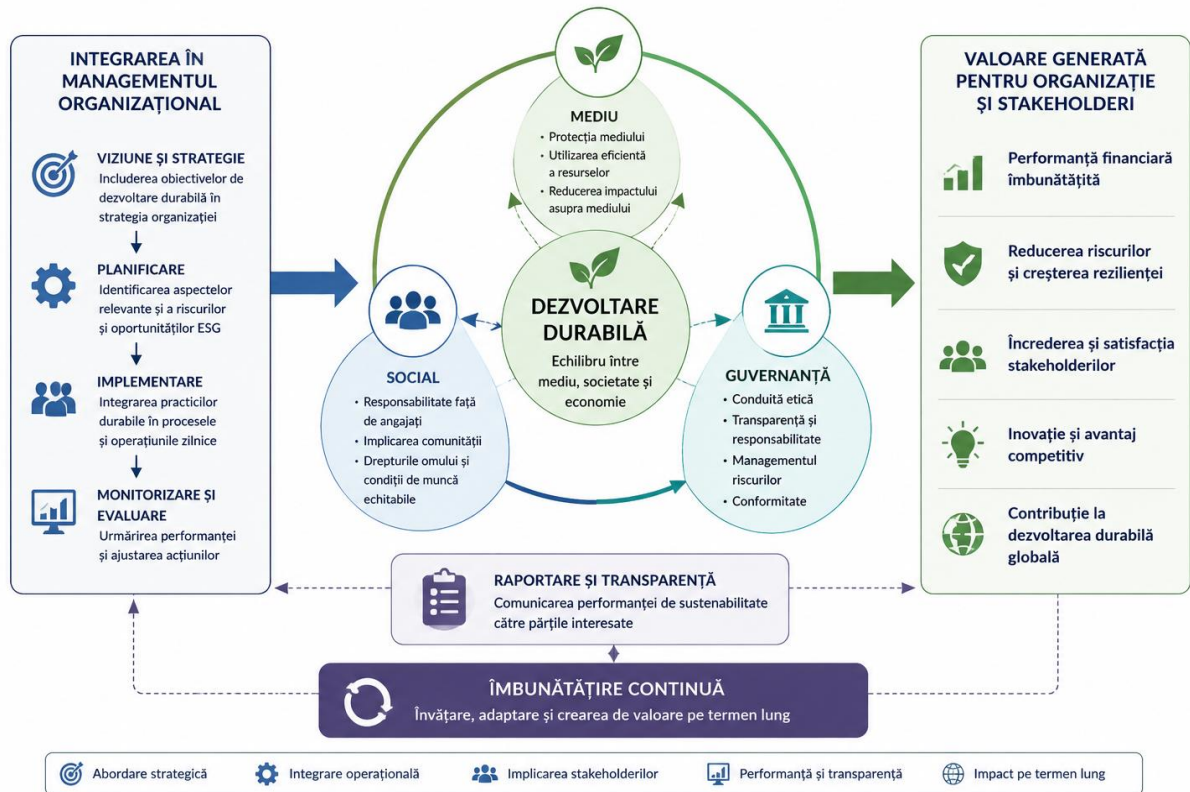 INTEGRAREA ÎN
MANAGEMENTUL
ORGANIZAȚIONAL
VIZIUNE ȘI STRATEGIE
Includerea obiectivelor de
dezvoltare durabilă în
strategia organizației
PLANIFICARE
Identificarea aspectelor
relevante și a riscurilor
și oportunităților ESG
IMPLEMENTARE
Integrarea practicilor
durabile în procesele
și operațiunile zilnice
MONITORIZARE ȘI
EVALUARE
Urmărirea performanței
și ajustarea acțiunilor
MEDIU
• Protecția mediului
• Utilizarea eficientă
a resurselor
• Reducerea impactului
asupra mediului
DEZVOLTARE
DURABILĂ
Echilibru între
mediu, societate și
economie
SOCIAL
• Responsabilitate față
de angajați
• Implicarea comunității
• Drepturile omului și
condiții de muncă
echitabile
GUVERNANȚĂ
• Conduită etică
• Transparență și
responsabilitate
• Managementul
riscurilor
• Conformitate
VALOARE GENERATĂ
PENTRU ORGANIZAȚIE
ȘI STAKEHOLDERI
Performanță financiară
îmbunătățită
Reducerea riscurilor
și creșterea rezilienței
Încrederea și satisfacția
stakeholderilor
Inovație și avantaj
competitiv
Contribuție la
dezvoltarea durabilă
globală
RAPORTARE ȘI TRANSPARENȚĂ
Comunicarea performanței de sustenabilitate
către părțile interesate
ÎMBUNĂTĂȚIRE CONTINUĂ
Învățare, adaptare și crearea de valoare pe termen lung
Abordare strategică
Integrare operațională
Implicarea stakeholderilor
Performanță și transparență
Impact pe termen lung